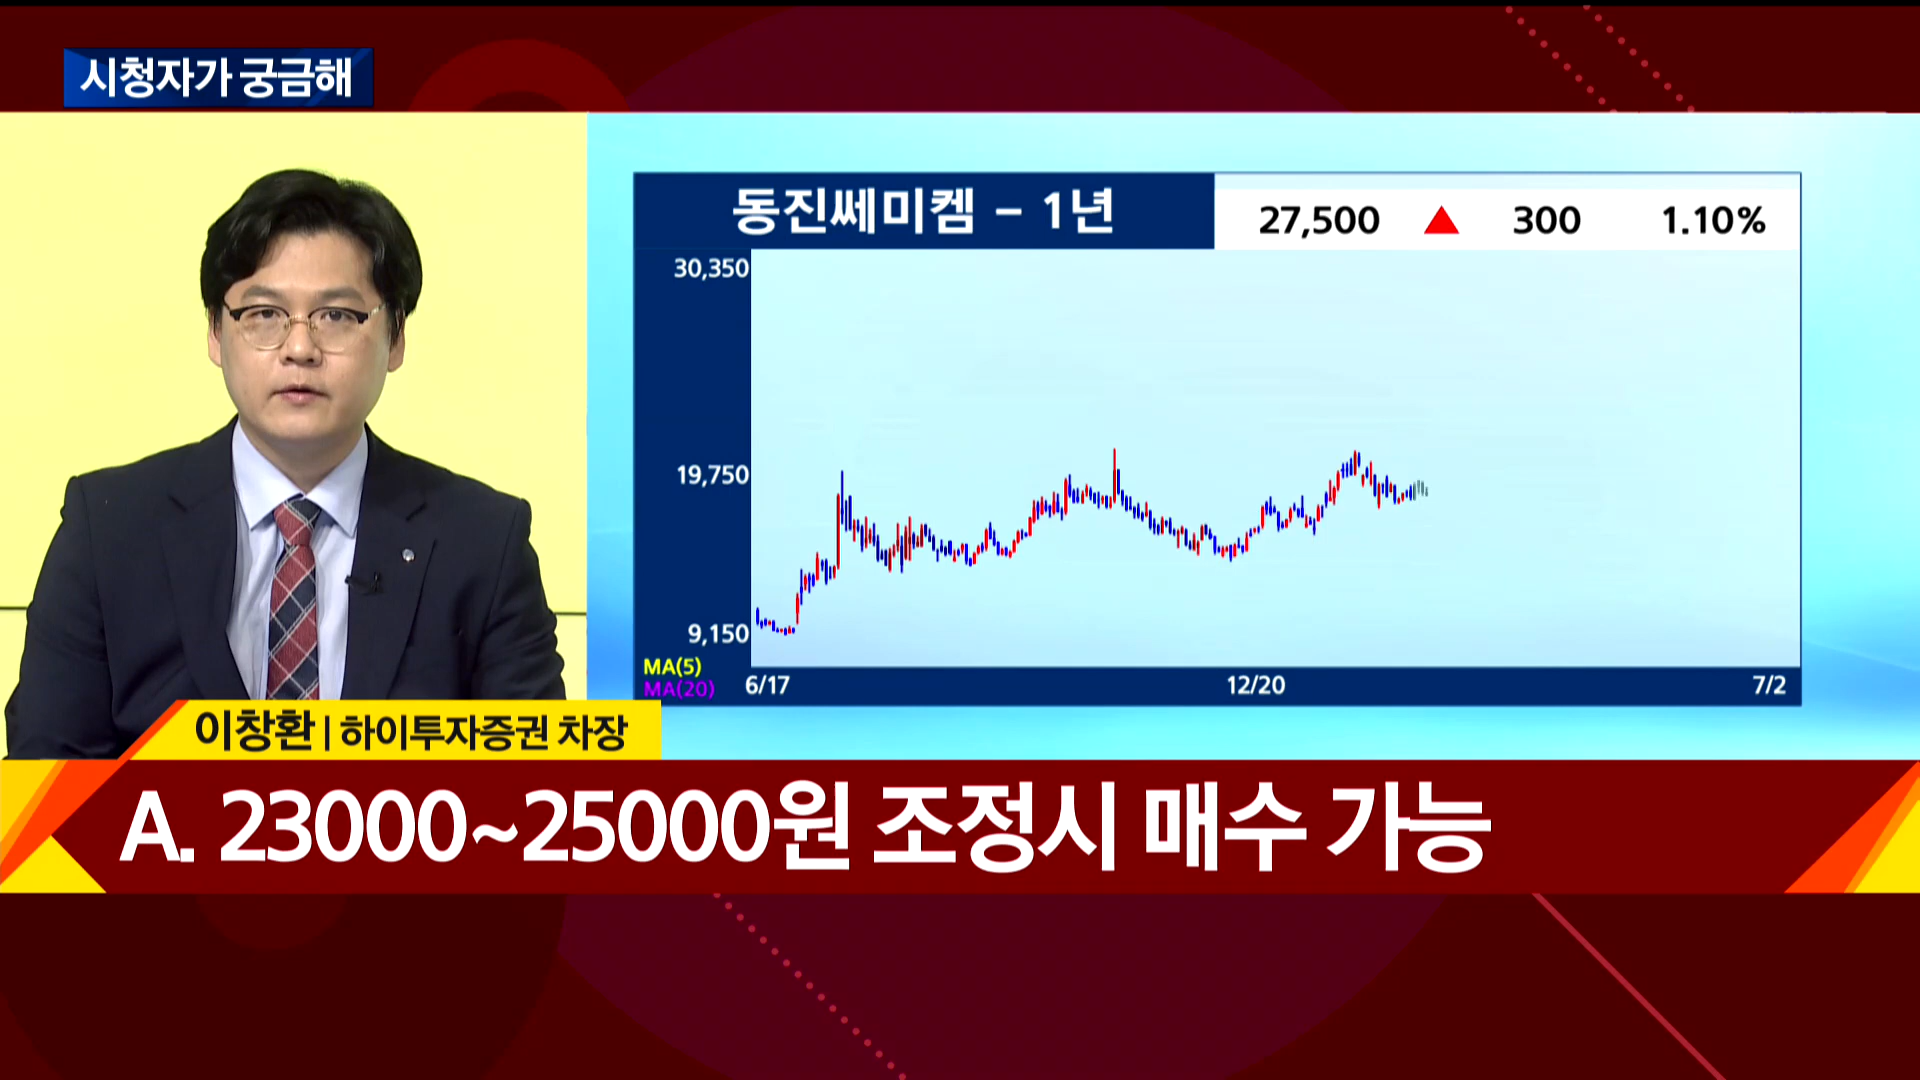 시청자가 궁금해
동진쎄미켐 - 1년
27,500 ▲ 300 1.10%
30,350
19,750
9,150
MA(5)
MA(20)
6/17 12/20 7/2
이창환 | 하이투자증권 차장
A. 23000~25000원 조정시 매수 가능